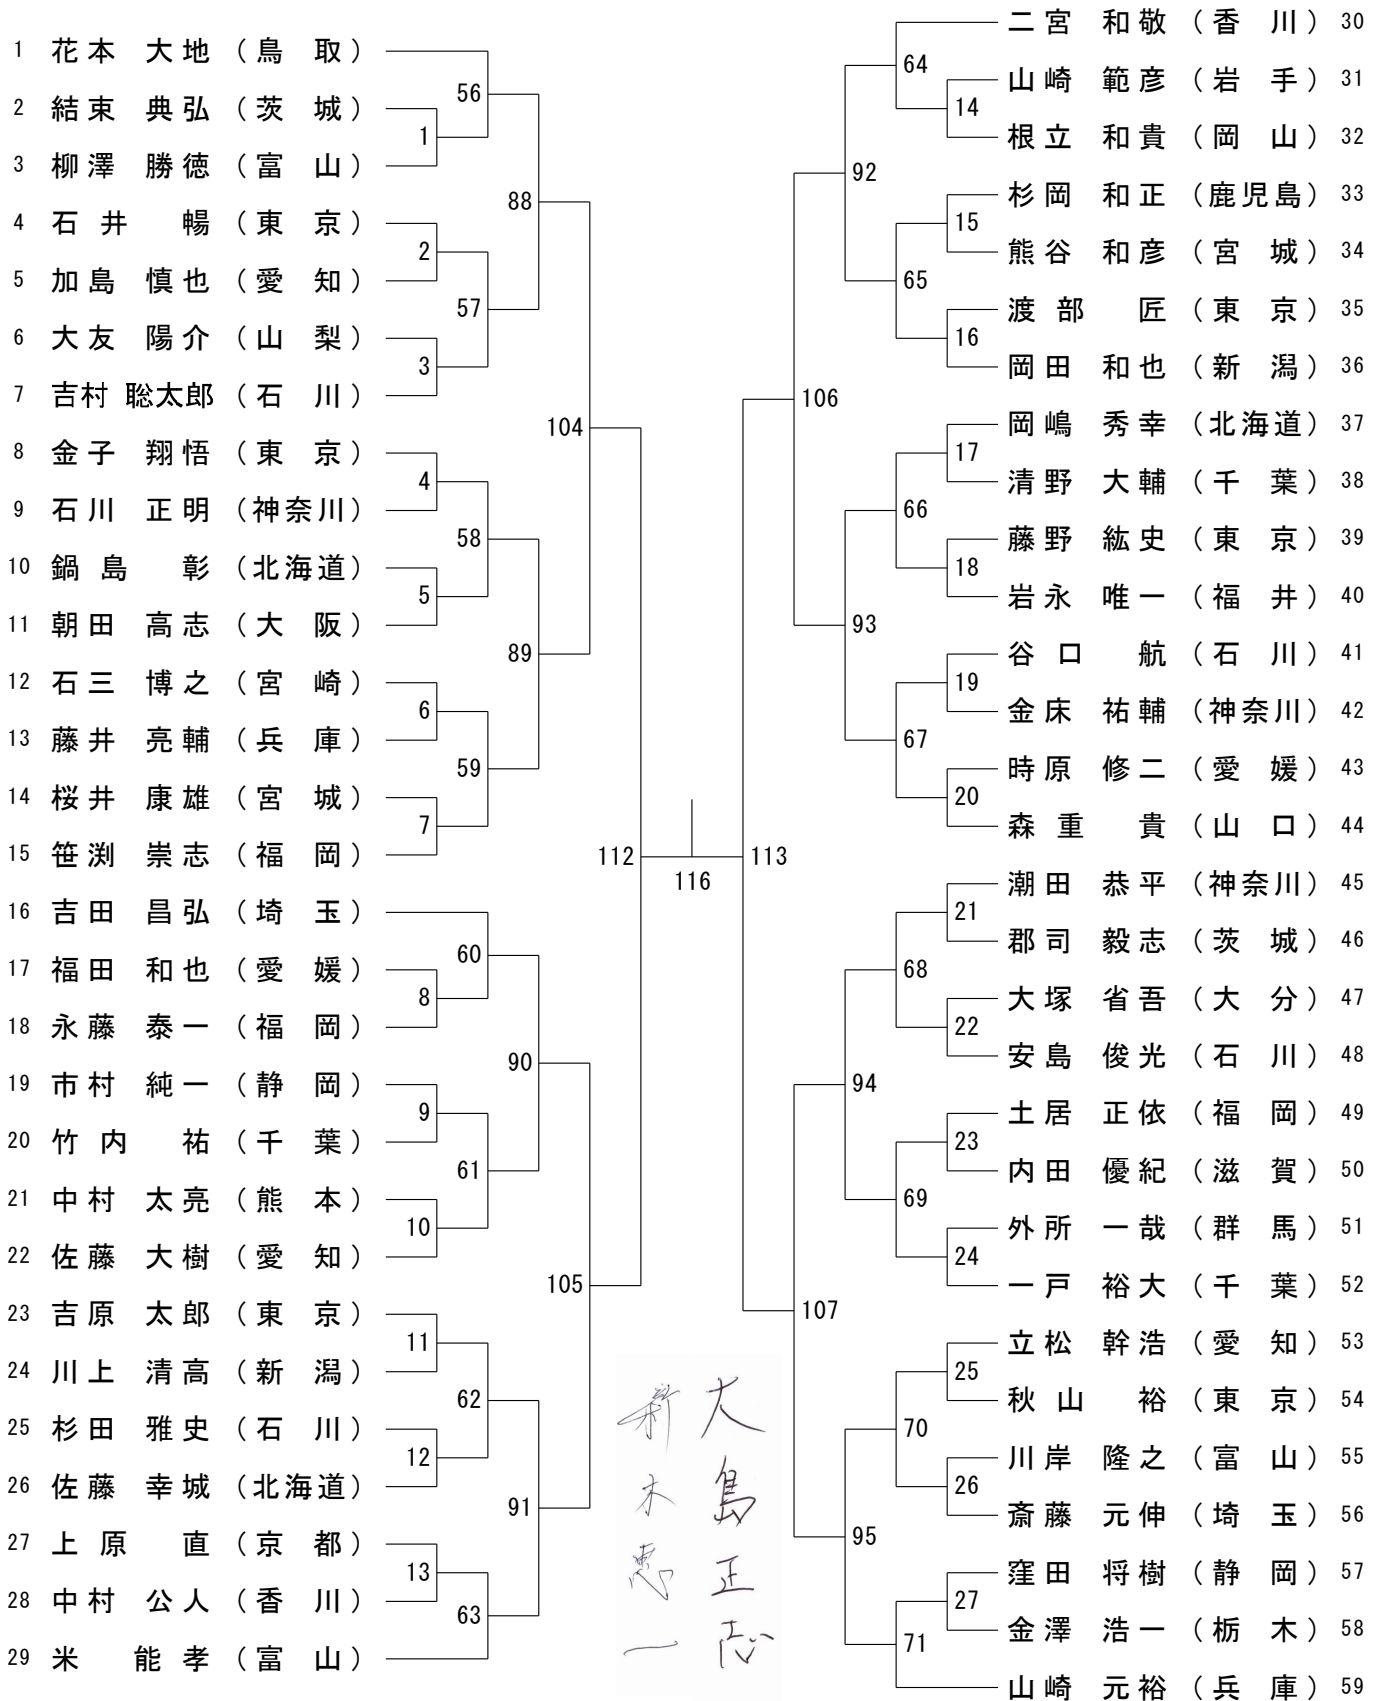 1 花本 大地 (鳥 取)
2 結束 典弘 (茨 城)
3 柳澤 勝徳 (富 山)
4 石井 暢 (東 京)
5 加島 慎也 (愛 知)
6 大友 陽介 (山 梨)
7 吉村 聡太郎 (石 川)
8 金子 翔悟 (東 京)
9 石川 正明 (神奈川)
10 鍋島 彰 (北海道)
11 朝田 高志 (大 阪)
12 石三 博之 (宮 崎)
13 藤井 亮輔 (兵 庫)
14 桜井 康雄 (宮 城)
15 笹渕 崇志 (福 岡)
16 吉田 昌弘 (埼 玉)
17 福田 和也 (愛 媛)
18 永藤 泰一 (福 岡)
19 市村 純一 (静 岡)
20 竹内 祐 (千 葉)
21 中村 太亮 (熊 本)
22 佐藤 大樹 (愛 知)
23 吉原 太郎 (東 京)
24 川上 清高 (新 潟)
25 杉田 雅史 (石 川)
26 佐藤 幸城 (北海道)
27 上原 直 (京 都)
28 中村 公人 (香 川)
29 米 能孝 (富 山)
1
2
3
4
5
6
7
8
9
10
11
12
13
56
57
58
59
60
61
62
63
88
89
90
91
104
105
112
116
113
106
107
92
93
94
95
64
65
66
67
68
69
70
71
14
15
16
17
18
19
20
21
22
23
24
25
26
27
二宮 和敬 (香 川) 30
山崎 範彦 (岩 手) 31
根立 和貴 (岡 山) 32
杉岡 和正 (鹿児島) 33
熊谷 和彦 (宮 城) 34
渡部 匠 (東 京) 35
岡田 和也 (新 潟) 36
岡嶋 秀幸 (北海道) 37
清野 大輔 (千 葉) 38
藤野 紘史 (東 京) 39
岩永 唯一 (福 井) 40
谷口 航 (石 川) 41
金床 祐輔 (神奈川) 42
時原 修二 (愛 媛) 43
森重 貴 (山 口) 44
潮田 恭平 (神奈川) 45
郡司 毅志 (茨 城) 46
大塚 省吾 (大 分) 47
安島 俊光 (石 川) 48
土居 正依 (福 岡) 49
内田 優紀 (滋 賀) 50
外所 一哉 (群 馬) 51
一戸 裕大 (千 葉) 52
立松 幹浩 (愛 知) 53
秋山 裕 (東 京) 54
川岸 隆之 (富 山) 55
斎藤 元伸 (埼 玉) 56
窪田 将樹 (静 岡) 57
金澤 浩一 (栃 木) 58
山崎 元裕 (兵 庫) 59
大島正志
新木恵一